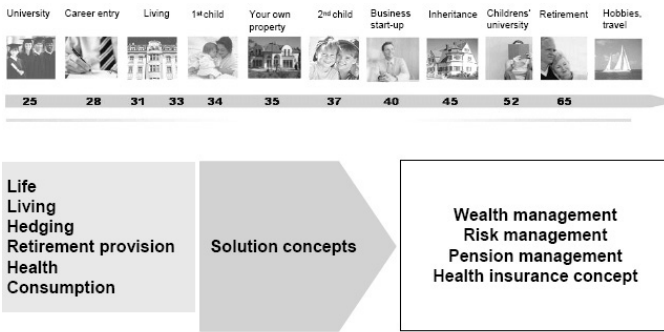 University Career entry Living 1st child Your own 2nd child Business Inheritance Childrens' Retirement Hobbies,
property start-up university travel
25 28 31 33 34 35 37 40 45 52 65
Life
Living
Hedging
Retirement provision
Health
Consumption
Solution concepts
Wealth management
Risk management
Pension management
Health insurance concept